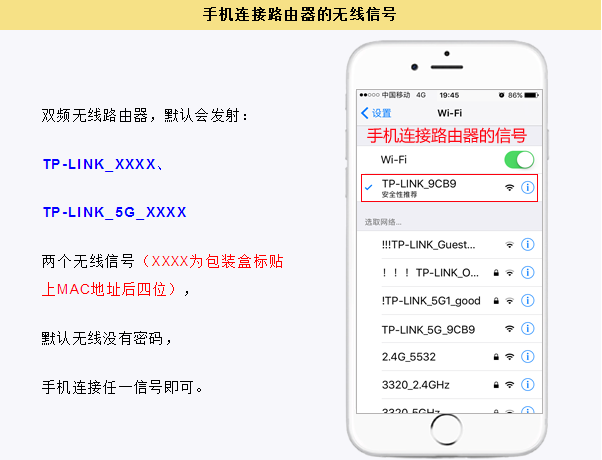 手机连接路由器的无线信号
双频无线路由器，默认会发射：
TP-LINK_XXXX、
TP-LINK_5G_XXXX
两个无线信号（XXXX为包装盒标贴
上MAC地址后四位），
默认无线没有密码，
手机连接任一信号即可。
中国移动 4G 19:45 86%
设置 Wi-Fi
手机连接路由器的信号
Wi-Fi
TP-LINK_9CB9
安全性推荐
选取网络...
!!!TP-LINK_Guest...
！！！TP-LINK_O...
!TP-LINK_5G1_good
TP-LINK_5G_9CB9
2.4G_5532
3320_2.4GHz
3320_5GHz